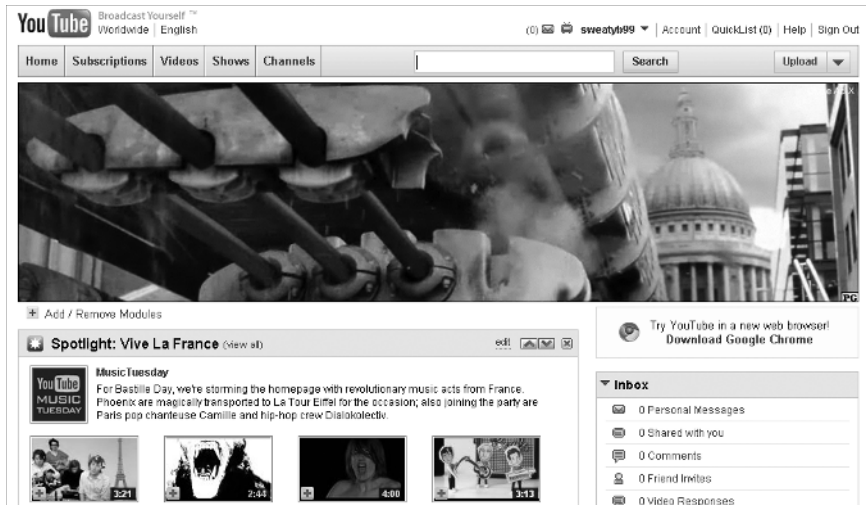 YouTube Broadcast Yourself ™
Worldwide | English
(0) sweatyb99 ▼ | Account | QuickList (0) | Help | Sign Out
Home Subscriptions Videos Shows Channels Search Upload
PG
Add / Remove Modules
Spotlight: Vive La France (view all) edit
MusicTuesday
For Bastille Day, we're storming the homepage with revolutionary music acts from France.
Phoenix are magically transported to La Tour Eiffel for the occasion; also joining the party are
Paris pop chanteuse Camille and hip-hop crew Dialokolectiv.
YouTube
MUSIC
TUESDAY
3:21 2:44 4:00 3:13
Try YouTube in a new web browser!
Download Google Chrome
Inbox
0 Personal Messages
0 Shared with you
0 Comments
0 Friend Invites
0 Video Responses